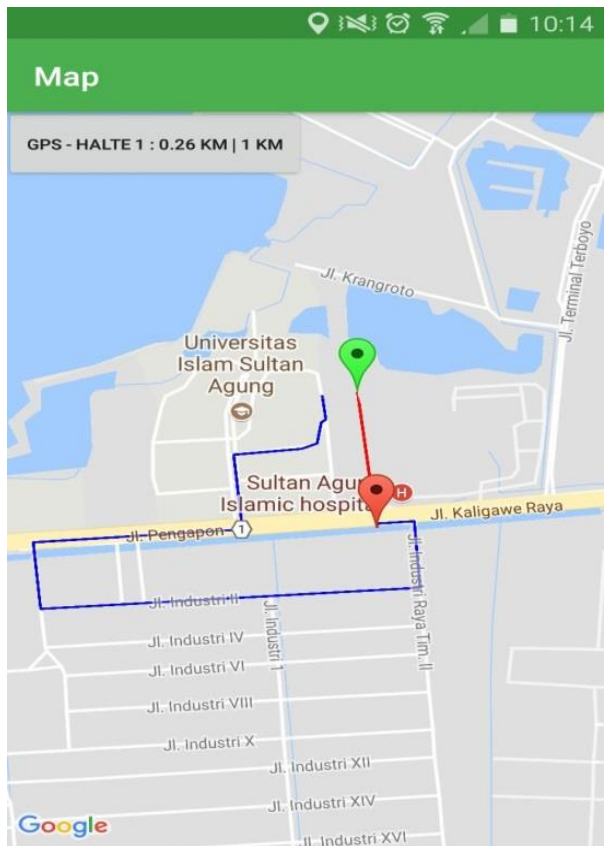 10:14
Map
GPS - HALTE 1 : 0.26 KM | 1 KM
Jl. Krangroto
Jl. Terminal Terboyo
Universitas
Islam Sultan
Agung
Sultan Agu
Islamic hospita
H
Jl. Kaligawe Raya
Jl. Pengapon
1
Jl. Industri Raya Tim. II
Jl. Industri II
Jl. Industri 1
Jl. Industri IV
Jl. Industri VI
Jl. Industri VIII
Jl. Industri X
Jl. Industri XII
Jl. Industri XIV
Jl. Industri XVI
Google